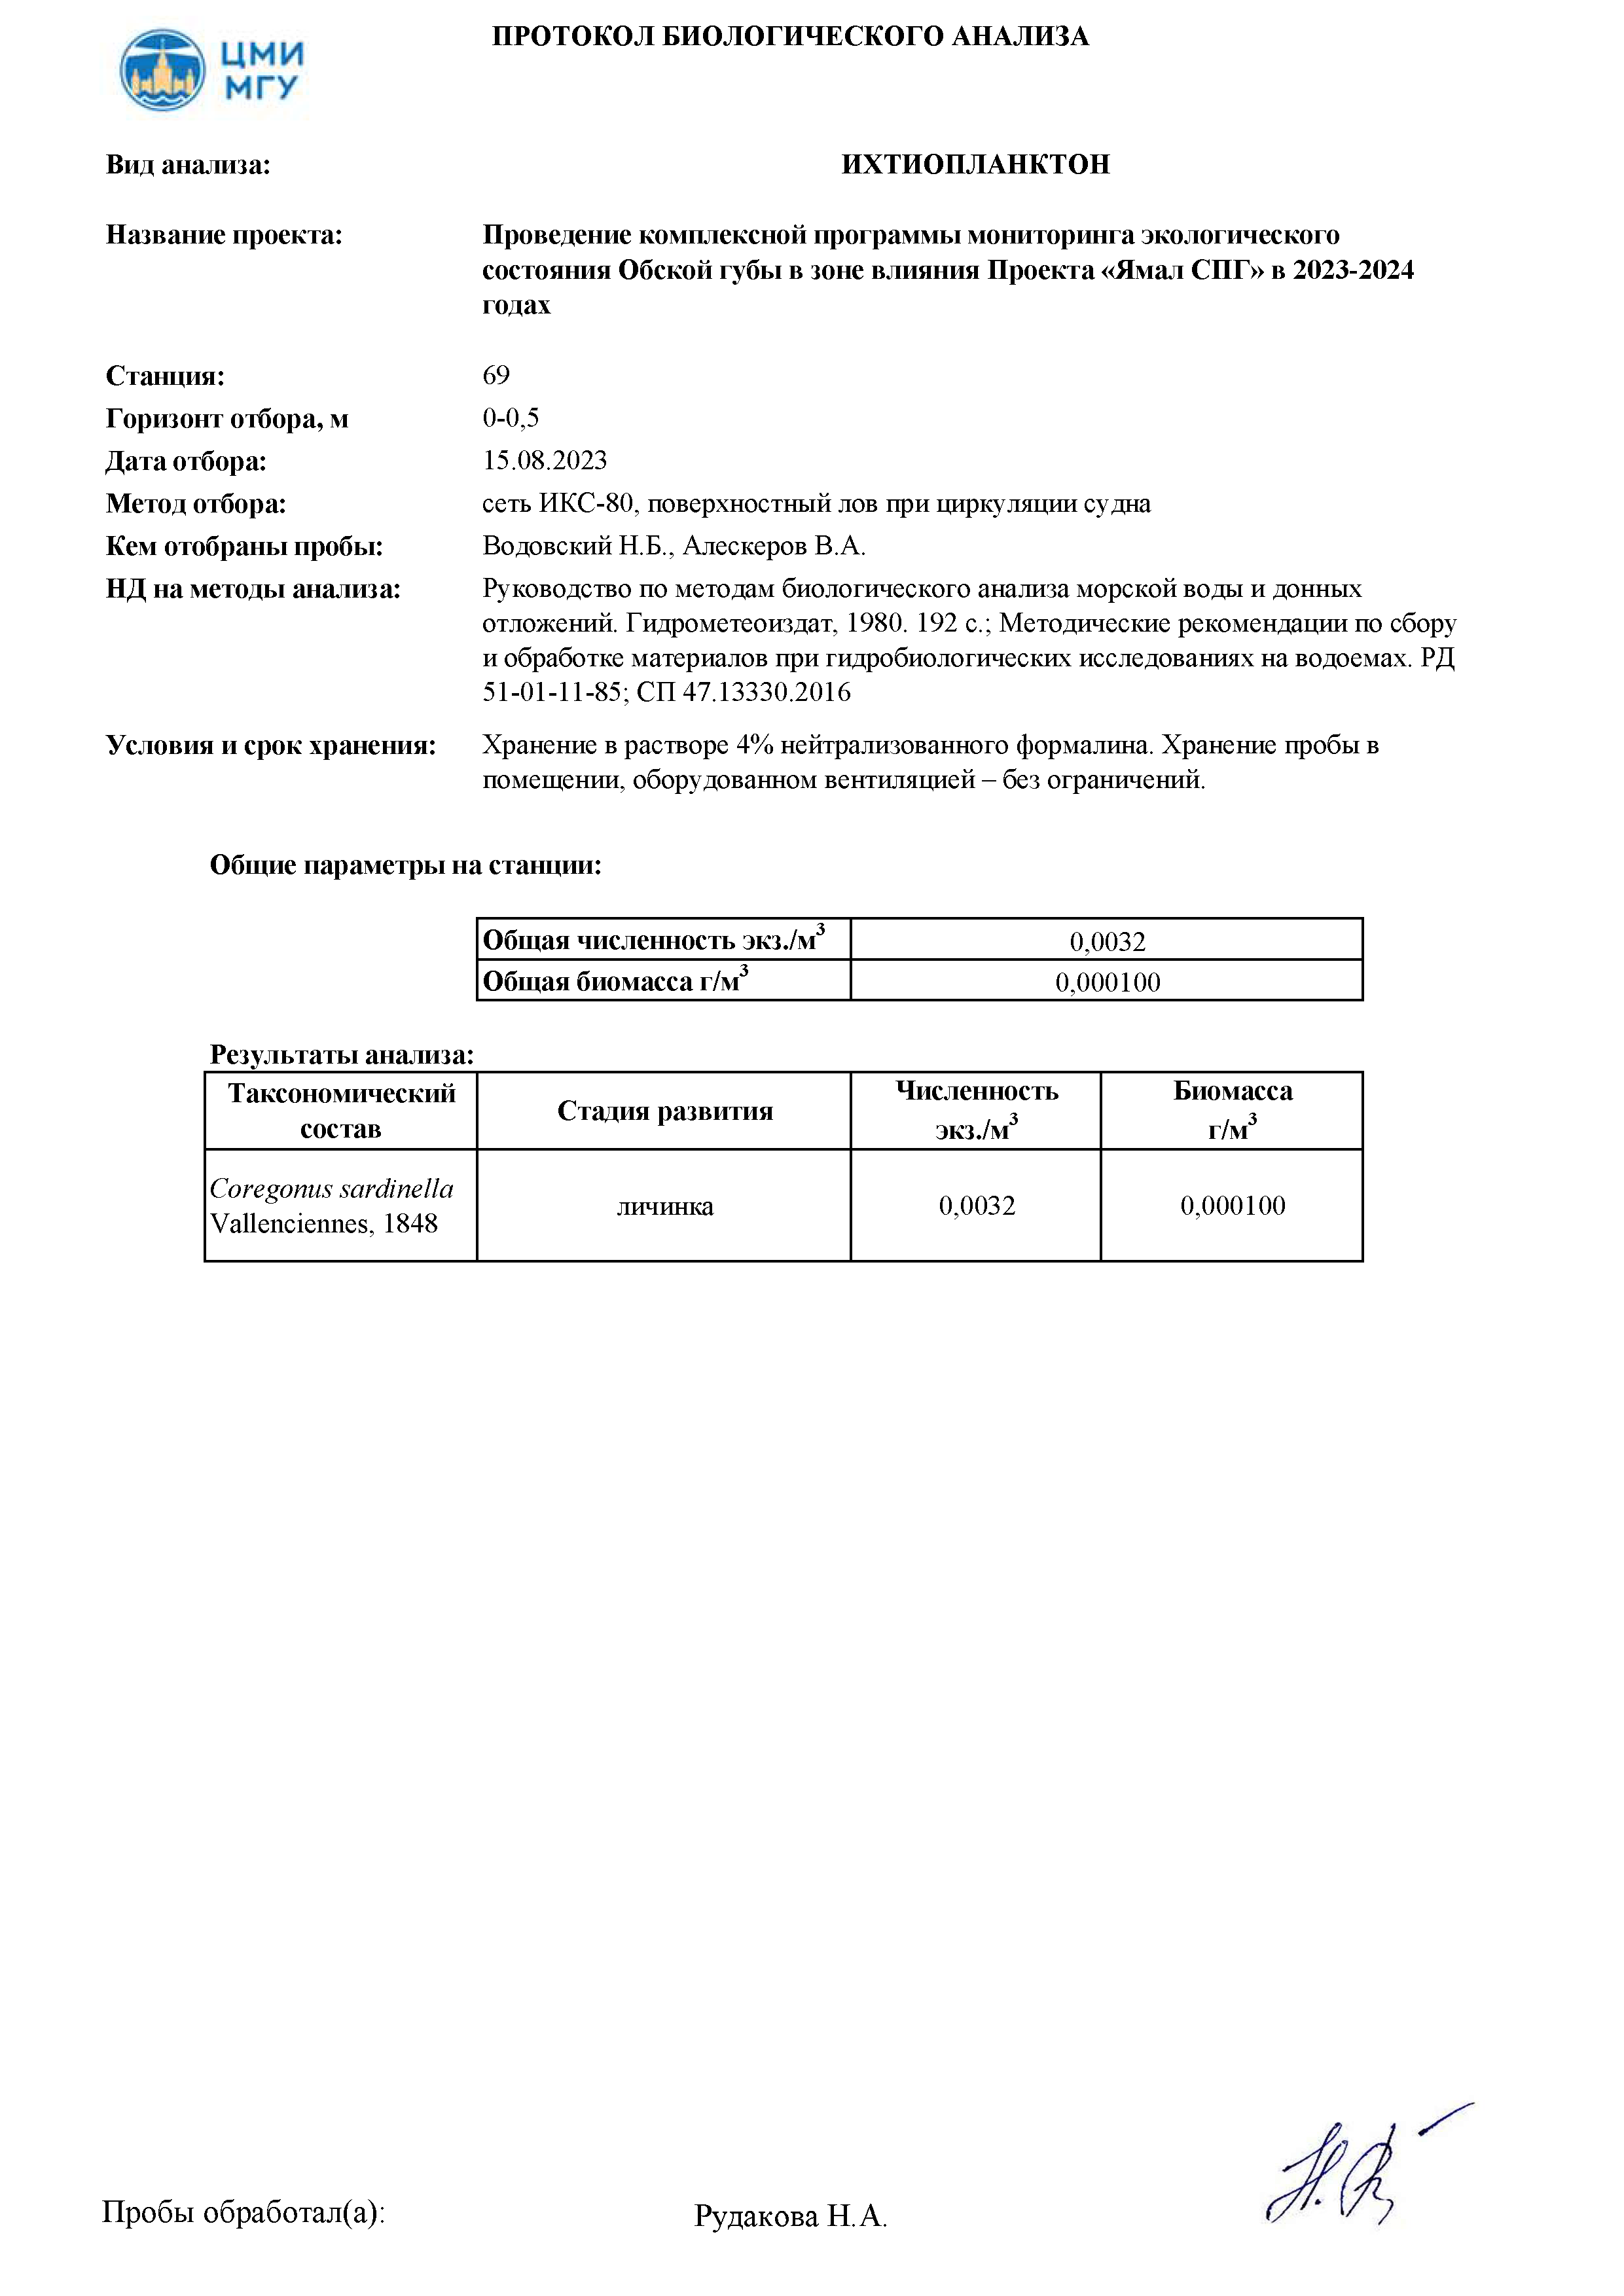 ЦМИ
МГУ
ПРОТОКОЛ БИОЛОГИЧЕСКОГО АНАЛИЗА
Вид анализа: ИХТИОПЛАНКТОН
Название проекта: Проведение комплексной программы мониторинга экологического
состояния Обской губы в зоне влияния Проекта «Ямал СПГ» в 2023-2024
годах
Станция: 69
Горизонт отбора, м 0-0,5
Дата отбора: 15.08.2023
Метод отбора: сеть ИКС-80, поверхностный лов при циркуляции судна
Кем отобраны пробы: Водовский Н.Б., Алескеров В.А.
НД на методы анализа: Руководство по методам биологического анализа морской воды и донных
отложений. Гидрометеоиздат, 1980. 192 с.; Методические рекомендации по сбору
и обработке материалов при гидробиологических исследованиях на водоемах. РД
51-01-11-85; СП 47.13330.2016
Условия и срок хранения: Хранение в растворе 4% нейтрализованного формалина. Хранение пробы в
помещении, оборудованном вентиляцией – без ограничений.
Общие параметры на станции:
Общая численность экз./м³ 0,0032
Общая биомасса г/м³ 0,000100
Результаты анализа:
Таксономический состав Стадия развития Численность экз./м³ Биомасса г/м³
Coregonus sardinella
Vallenciennes, 1848 личинка 0,0032 0,000100
Пробы обработал(а): Рудакова Н.А.